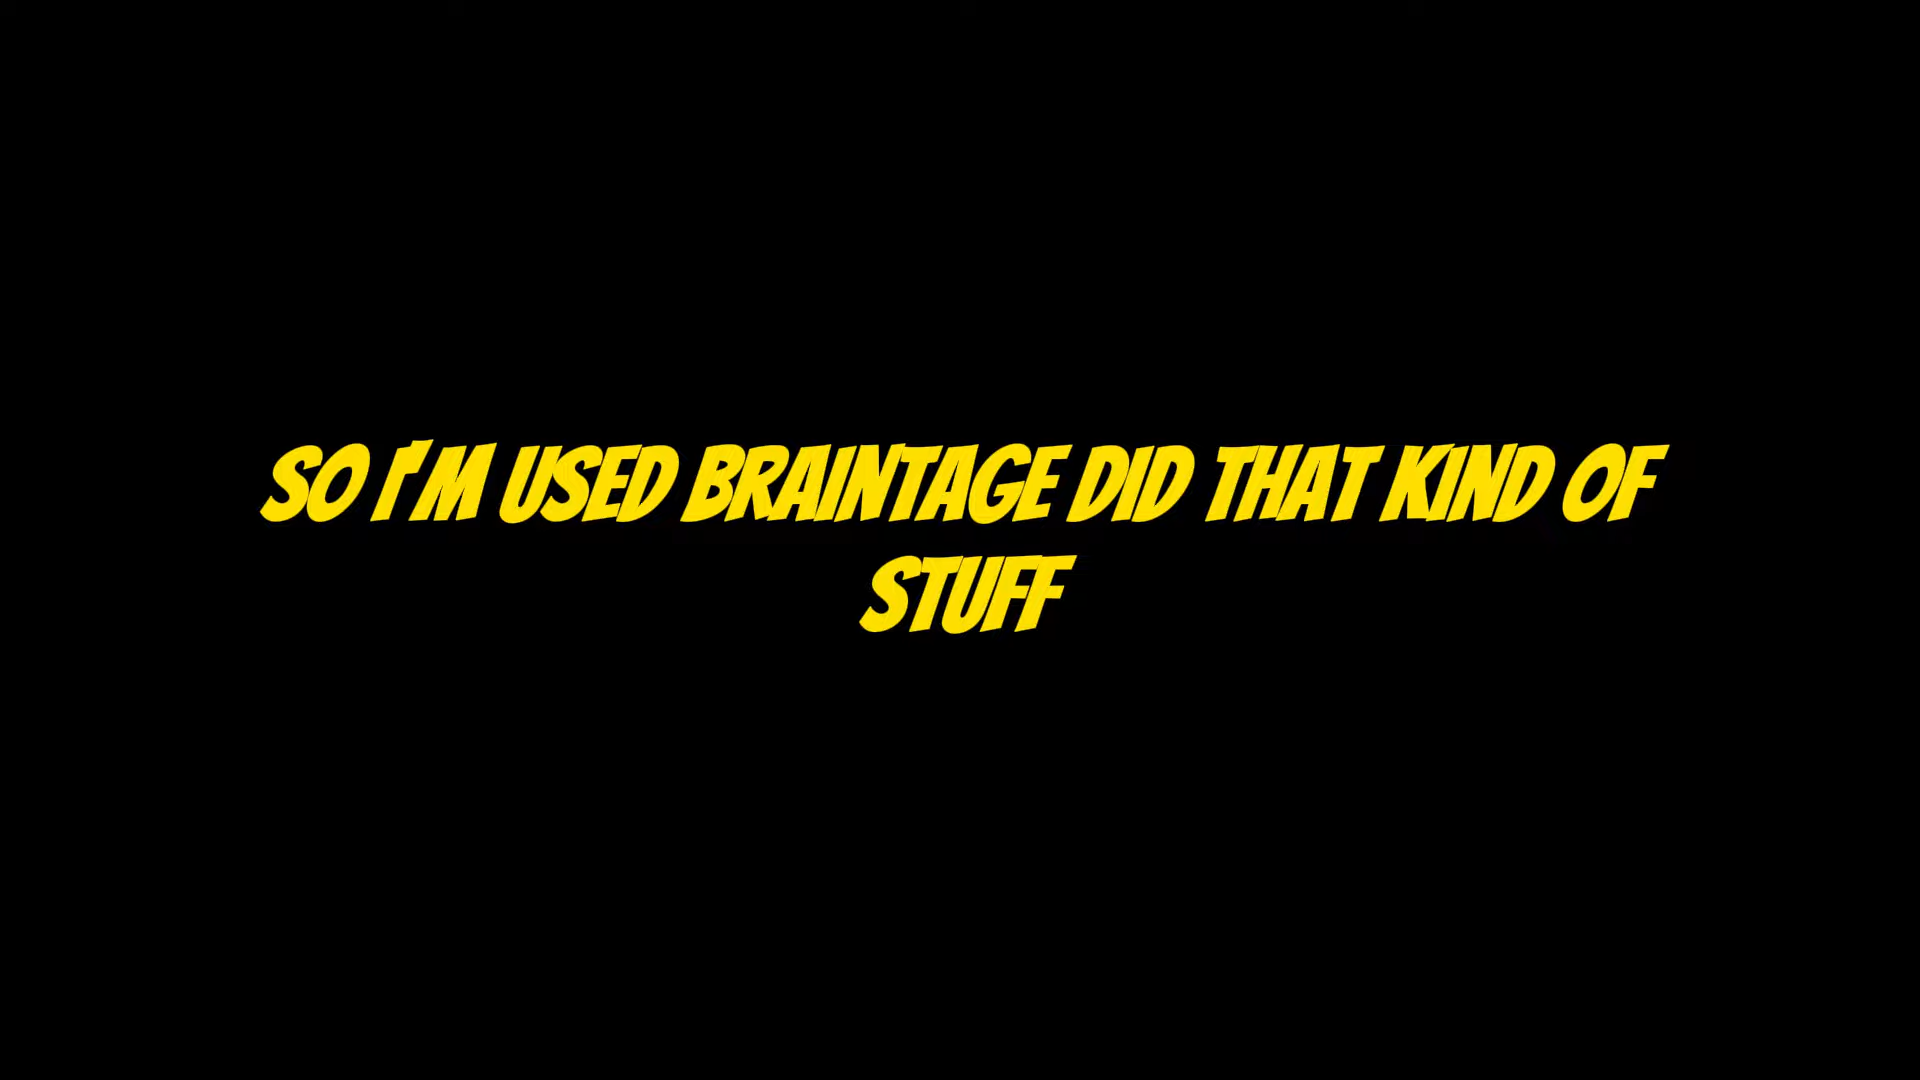 SO I'M USED BRAINTAGE DID THAT KIND OF
STUFF